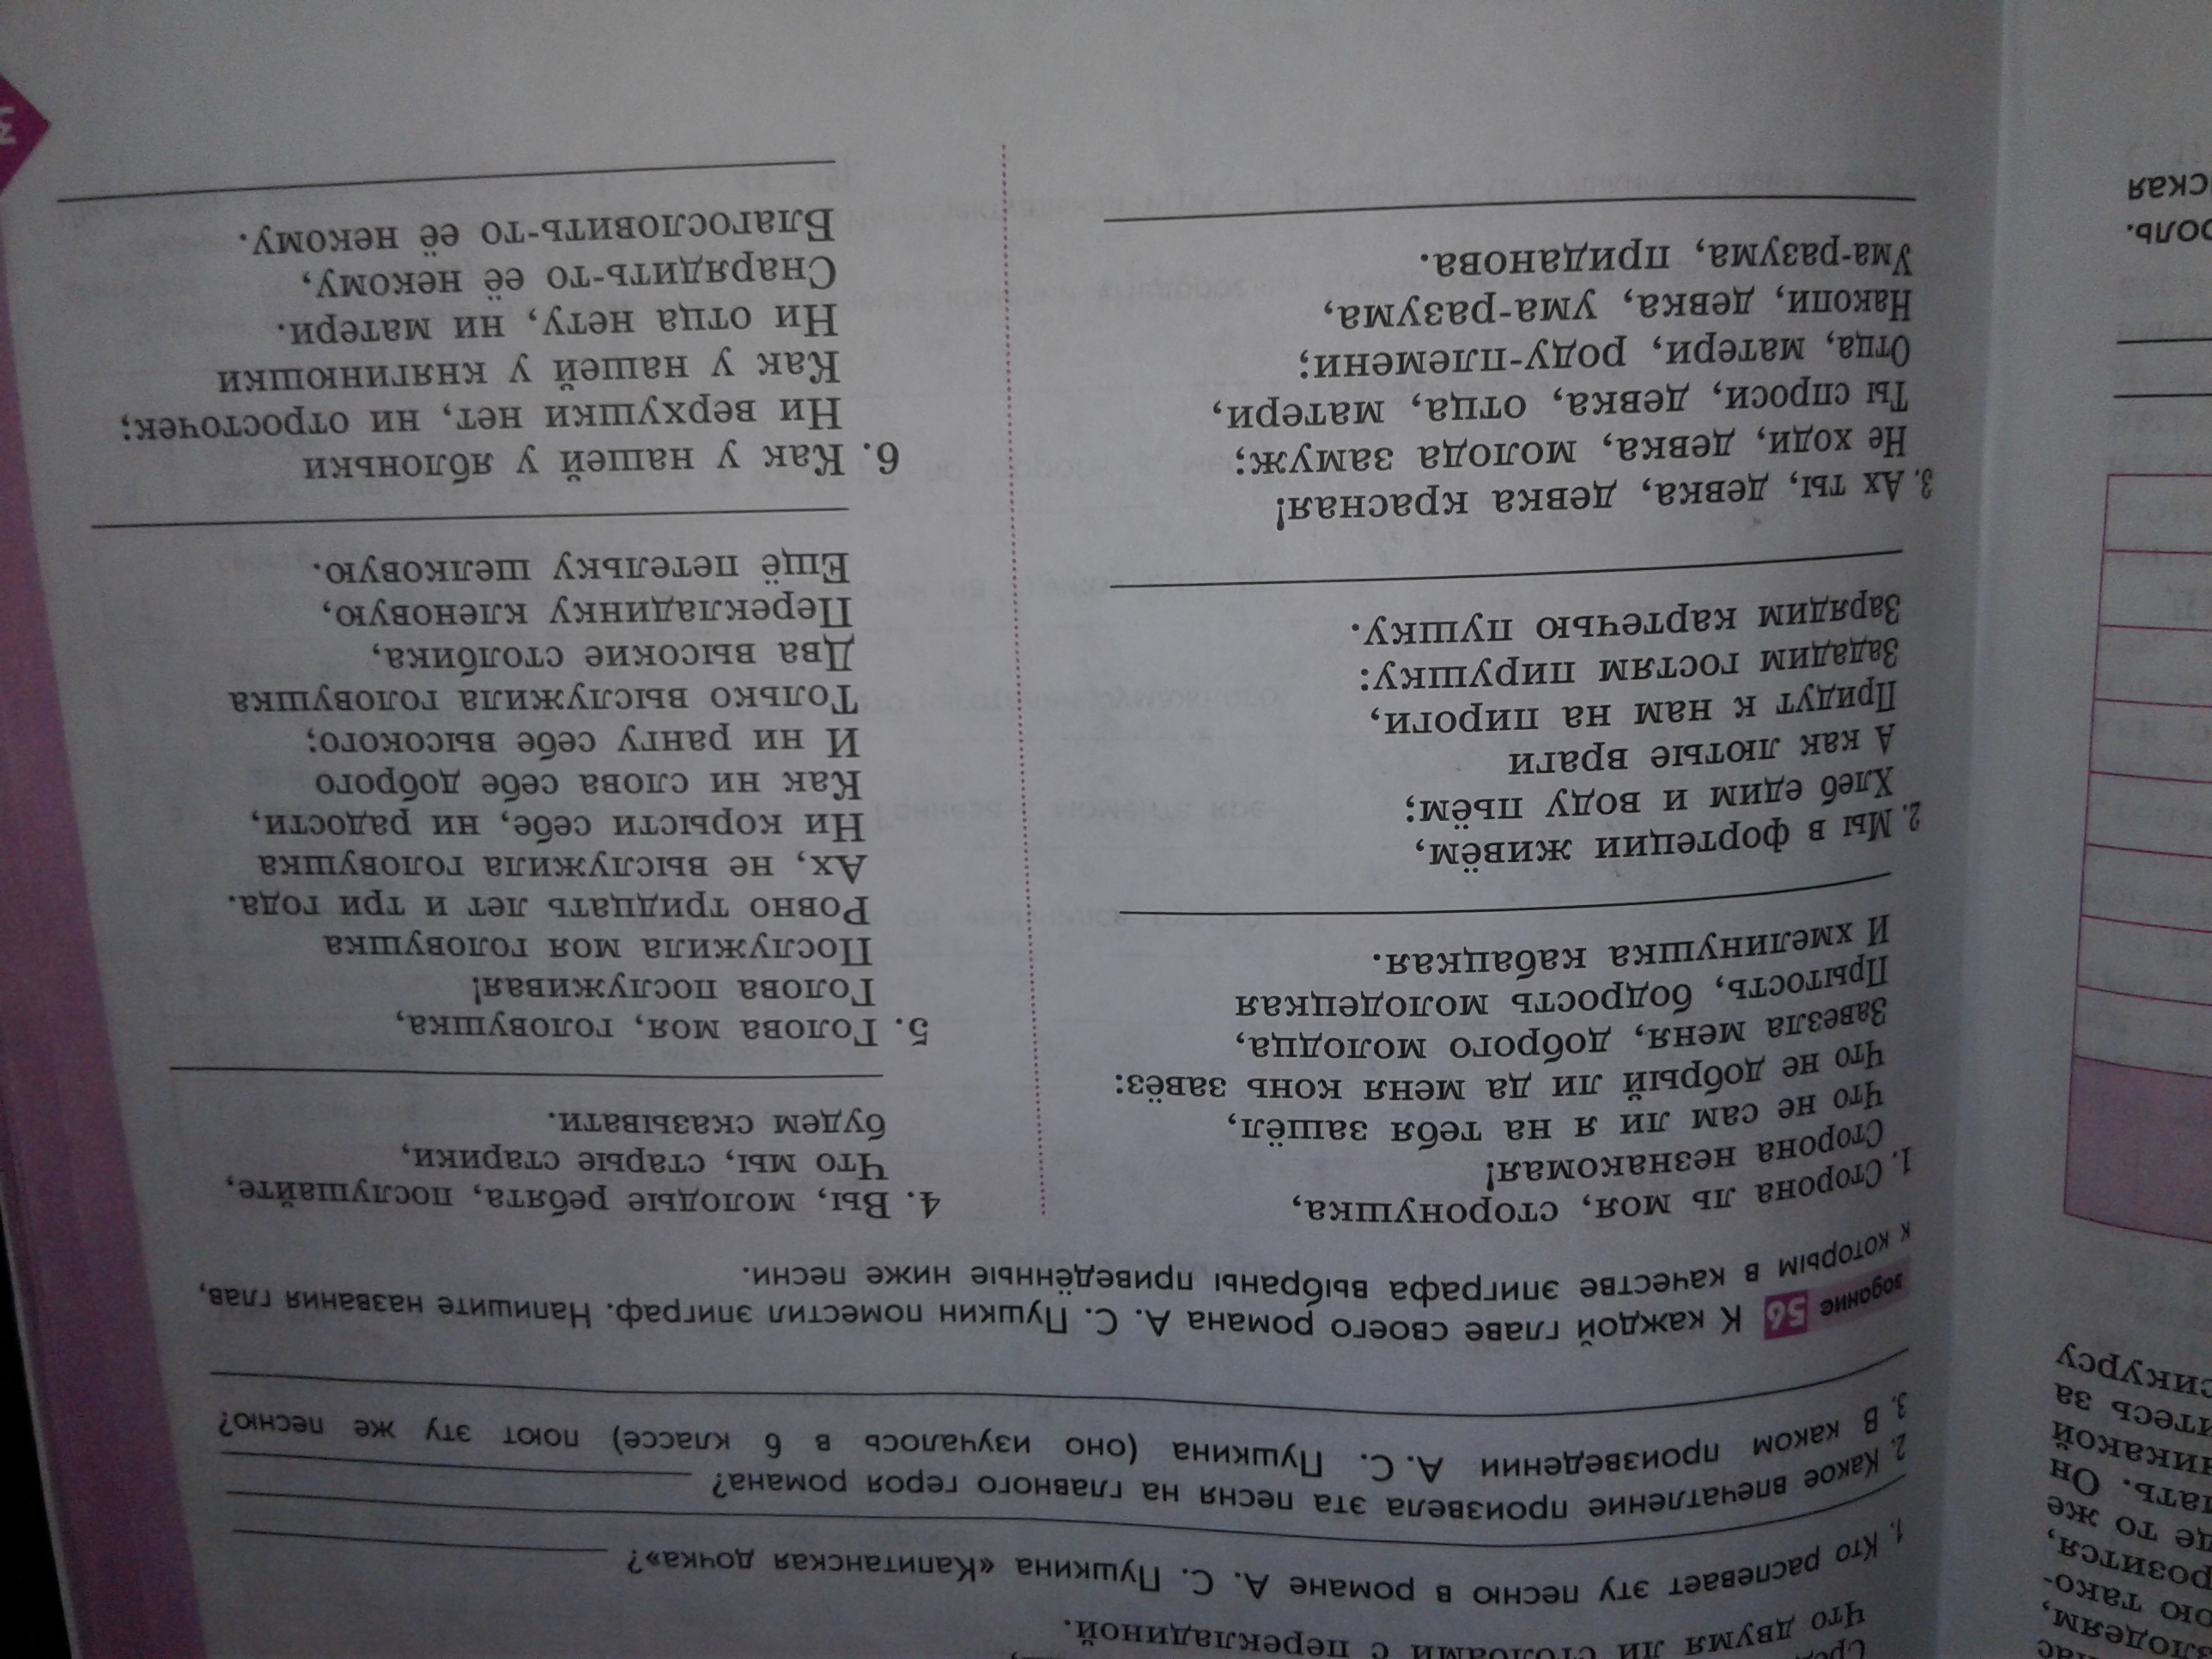 Что двумя ли столбами с перекладиной.
1. Кто распевает эту песню в романе А. С. Пушкина «Капитанская дочка»?
2. Какое впечатление произвела эта песня на главного героя романа?
3. В каком произведении А. С. Пушкина (оно изучалось в 6 классе) поют эту же песню?
задание 56 К каждой главе своего романа А. С. Пушкин поместил эпиграф. Напишите названия глав,
к которым в качестве эпиграфа выбраны приведённые ниже песни.
1. Сторона ль моя, сторонушка,
Сторона незнакомая!
Что не сам ли я на тебя зашёл,
Что не добрый ли да меня конь завёз:
Завезла меня, доброго молодца,
Прытость, бодрость молодецкая
И хмелинушка кабацкая.
2. Мы в фортеции живём,
Хлеб едим и воду пьём;
А как лютые враги
Придут к нам на пироги,
Зададим гостям пирушку:
Зарядим картечью пушку.
3. Ах ты, девка, девка красная!
Не ходи, девка, молода замуж;
Ты спроси, девка, отца, матери,
Отца, матери, роду-племени;
Накопи, девка, ума-разума,
Ума-разума, приданова.
4. Вы, молодые ребята, послушайте,
Что мы, старые старики,
будем сказывати.
5. Голова моя, головушка,
Голова послуживая!
Послужила моя головушка
Ровно тридцать лет и три года.
Ах, не выслужила головушка
Ни корысти себе, ни радости,
Как ни слова себе доброго
И ни рангу себе высокого;
Только выслужила головушка
Два высокие столбика,
Перекладинку кленовую,
Ещё петельку шелковую.
6. Как у нашей у яблоньки
Ни верхушки нет, ни отросточек;
Как у нашей у княгинюшки
Ни отца нету, ни матери.
Снарядить-то её некому,
Благословить-то её некому.